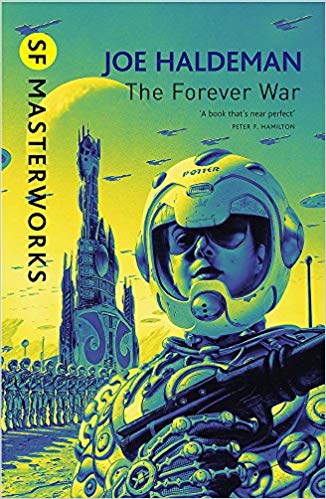 SF MASTERWORKS
JOE HALDEMAN
The Forever War
'A book that's near perfect'
PETER F. HAMILTON
POTTER